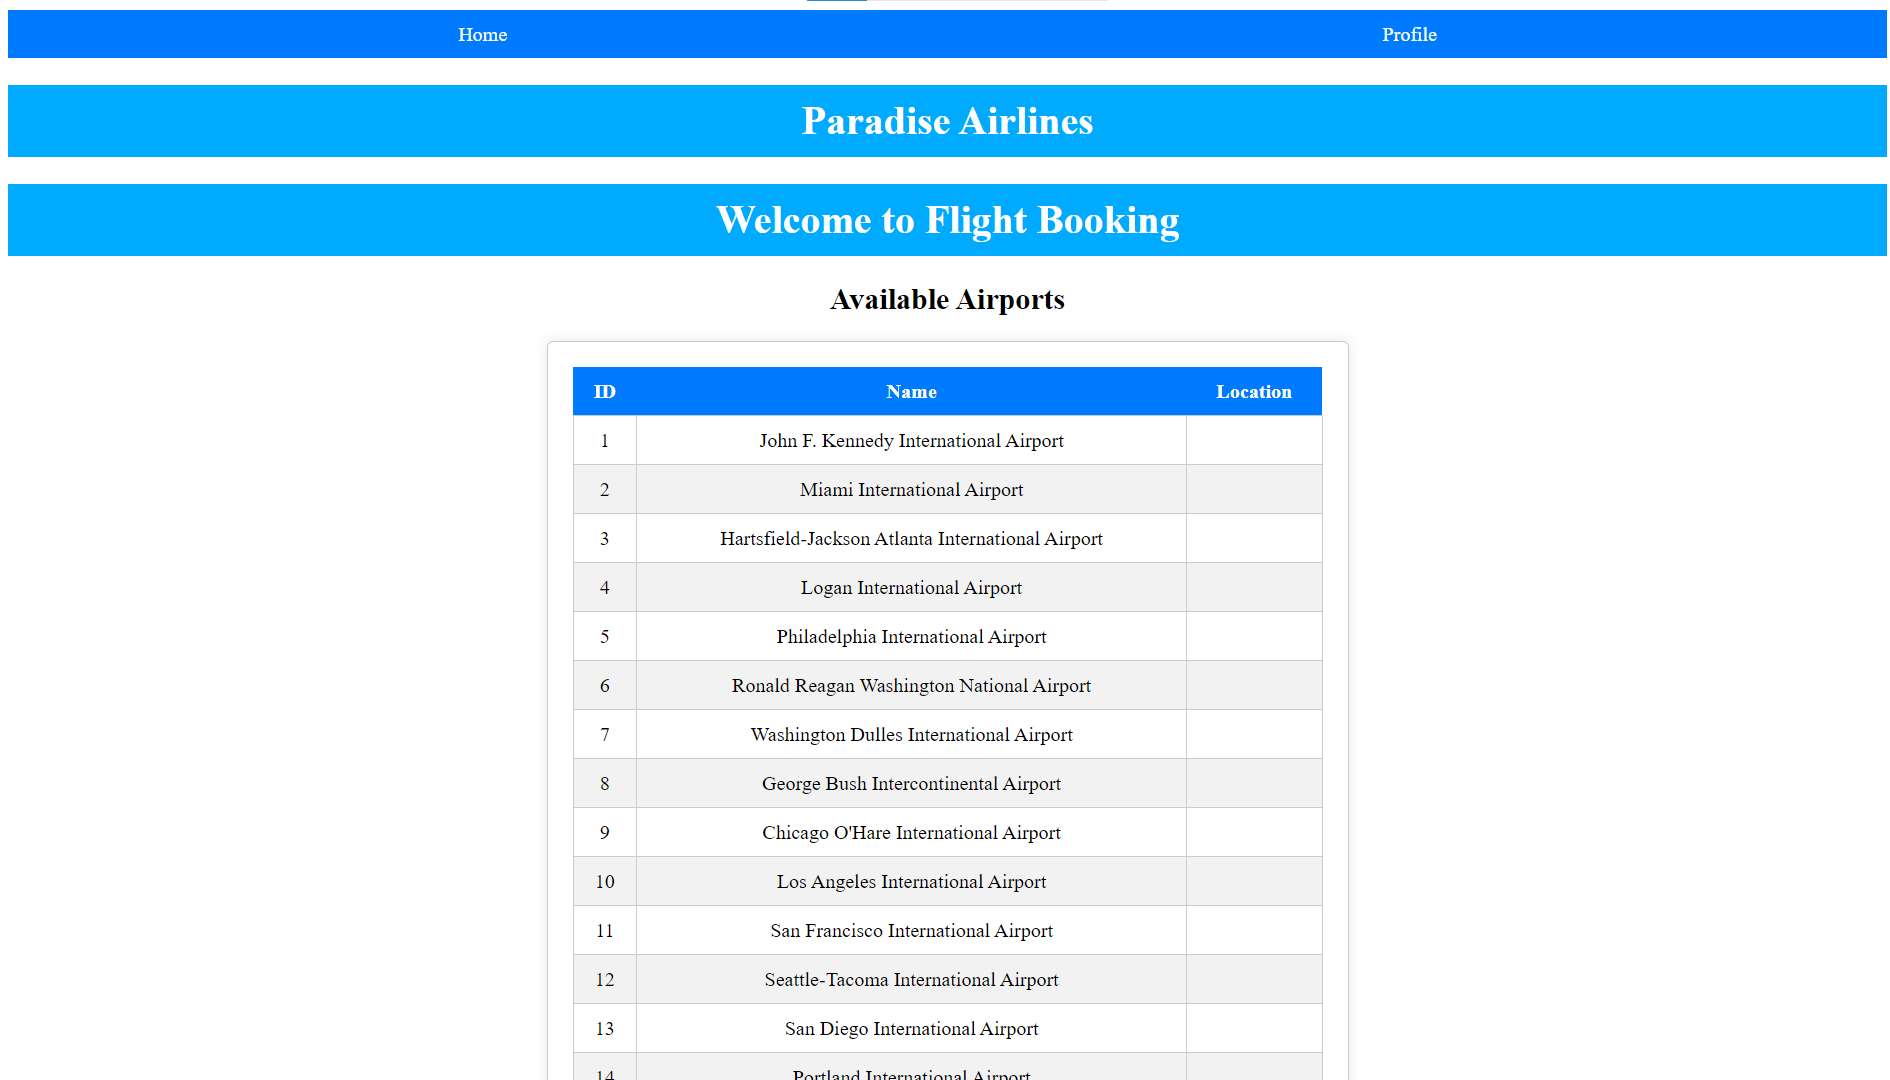 Home Profile
Paradise Airlines
Welcome to Flight Booking
Available Airports
ID Name Location
1 John F. Kennedy International Airport
2 Miami International Airport
3 Hartsfield-Jackson Atlanta International Airport
4 Logan International Airport
5 Philadelphia International Airport
6 Ronald Reagan Washington National Airport
7 Washington Dulles International Airport
8 George Bush Intercontinental Airport
9 Chicago O'Hare International Airport
10 Los Angeles International Airport
11 San Francisco International Airport
12 Seattle-Tacoma International Airport
13 San Diego International Airport
14 Portland International Airport